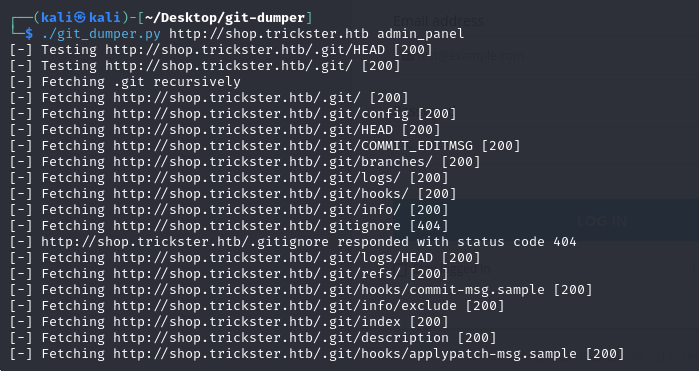 ┌──(kali㉿kali)-[~/Desktop/git-dumper]
└─$ ./git_dumper.py http://shop.trickster.htb admin_panel
[-] Testing http://shop.trickster.htb/.git/HEAD [200]
[-] Testing http://shop.trickster.htb/.git/ [200]
[-] Fetching .git recursively
[-] Fetching http://shop.trickster.htb/.git/ [200]
[-] Fetching http://shop.trickster.htb/.git/config [200]
[-] Fetching http://shop.trickster.htb/.git/HEAD [200]
[-] Fetching http://shop.trickster.htb/.git/COMMIT_EDITMSG [200]
[-] Fetching http://shop.trickster.htb/.git/branches/ [200]
[-] Fetching http://shop.trickster.htb/.git/logs/ [200]
[-] Fetching http://shop.trickster.htb/.git/hooks/ [200]
[-] Fetching http://shop.trickster.htb/.git/info/ [200]
[-] Fetching http://shop.trickster.htb/.gitignore [404]
[-] http://shop.trickster.htb/.gitignore responded with status code 404
[-] Fetching http://shop.trickster.htb/.git/logs/HEAD [200]
[-] Fetching http://shop.trickster.htb/.git/refs/ [200]
[-] Fetching http://shop.trickster.htb/.git/hooks/commit-msg.sample [200]
[-] Fetching http://shop.trickster.htb/.git/info/exclude [200]
[-] Fetching http://shop.trickster.htb/.git/index [200]
[-] Fetching http://shop.trickster.htb/.git/description [200]
[-] Fetching http://shop.trickster.htb/.git/hooks/applypatch-msg.sample [200]
Email address
LOG IN